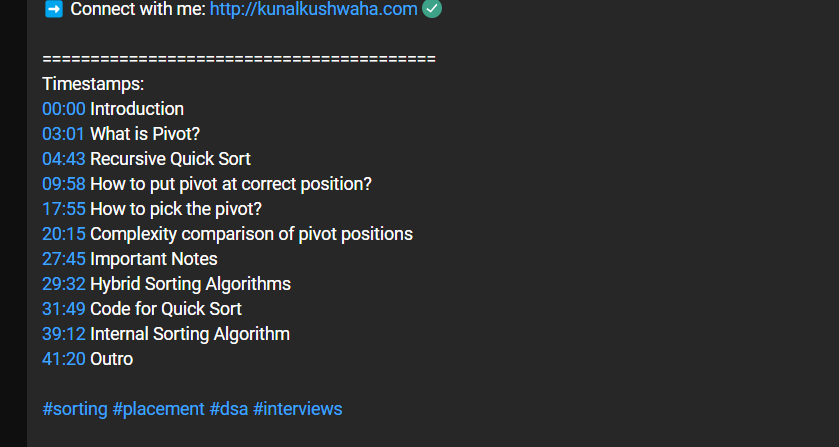 ➡ Connect with me: http://kunalkushwaha.com ✓
=========================================
Timestamps:
00:00 Introduction
03:01 What is Pivot?
04:43 Recursive Quick Sort
09:58 How to put pivot at correct position?
17:55 How to pick the pivot?
20:15 Complexity comparison of pivot positions
27:45 Important Notes
29:32 Hybrid Sorting Algorithms
31:49 Code for Quick Sort
39:12 Internal Sorting Algorithm
41:20 Outro
#sorting #placement #dsa #interviews